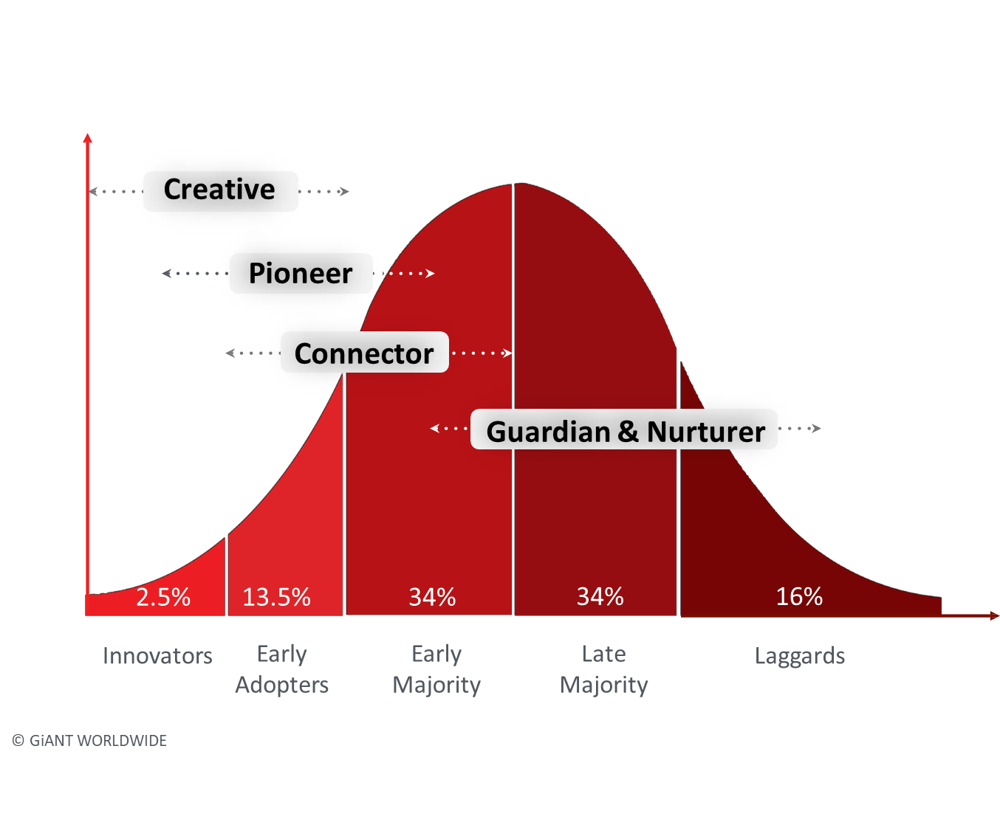 Creative
Pioneer
Connector
Guardian & Nurturer
2.5%
13.5%
34%
34%
16%
Innovators
Early
Adopters
Early
Majority
Late
Majority
Laggards
© GiANT WORLDWIDE